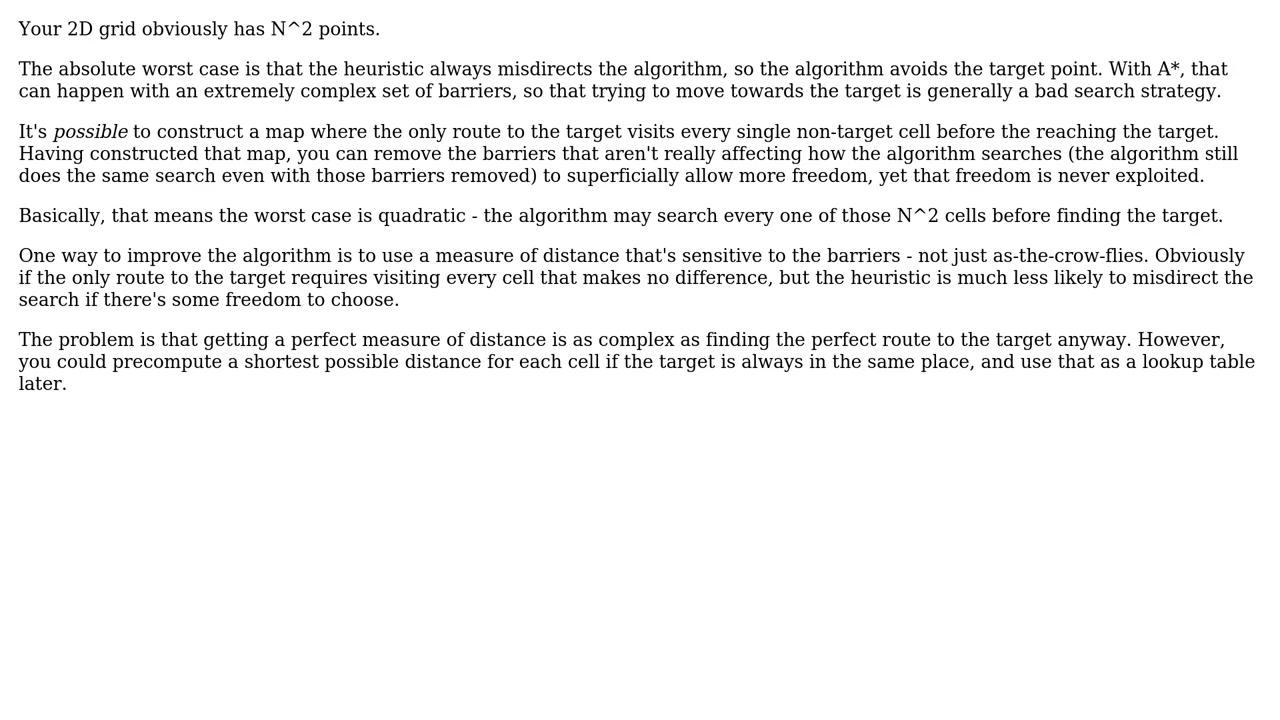 Your 2D grid obviously has N^2 points.
The absolute worst case is that the heuristic always misdirects the algorithm, so the algorithm avoids the target point. With A*, that
can happen with an extremely complex set of barriers, so that trying to move towards the target is generally a bad search strategy.
It's possible to construct a map where the only route to the target visits every single non-target cell before the reaching the target.
Having constructed that map, you can remove the barriers that aren't really affecting how the algorithm searches (the algorithm still
does the same search even with those barriers removed) to superficially allow more freedom, yet that freedom is never exploited.
Basically, that means the worst case is quadratic - the algorithm may search every one of those N^2 cells before finding the target.
One way to improve the algorithm is to use a measure of distance that's sensitive to the barriers - not just as-the-crow-flies. Obviously
if the only route to the target requires visiting every cell that makes no difference, but the heuristic is much less likely to misdirect the
search if there's some freedom to choose.
The problem is that getting a perfect measure of distance is as complex as finding the perfect route to the target anyway. However,
you could precompute a shortest possible distance for each cell if the target is always in the same place, and use that as a lookup table
later.